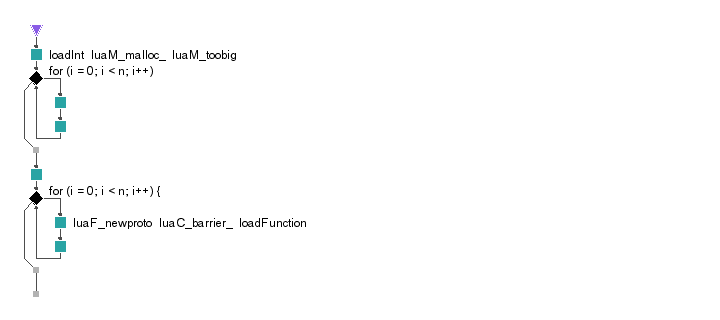 loadInt luaM_malloc_ luaM_toobig
for (i = 0; i < n; i++)
for (i = 0; i < n; i++) {
luaF_newproto luaC_barrier_ loadFunction